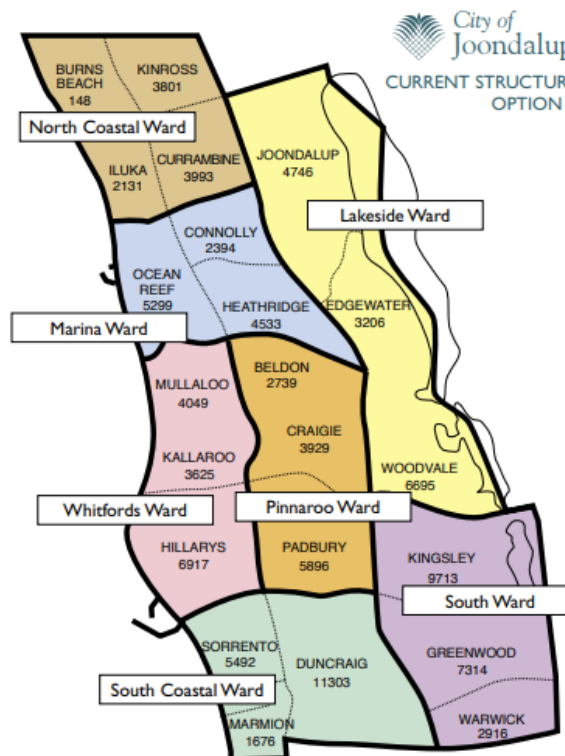 City of
Joondalup
CURRENT STRUCTUR
OPTION
BURNS
BEACH
148
KINROSS
3801
North Coastal Ward
ILUKA
2131
CURRAMBINE
3993
JOONDALUP
4746
Lakeside Ward
CONNOLLY
2394
OCEAN
REEF
5299
HEATHRIDGE
4533
EDGEWATER
3206
Marina Ward
MULLALOO
4049
BELDON
2739
KALLAROO
3625
CRAIGIE
3929
WOODVALE
6695
Whitfords Ward
Pinnaroo Ward
HILLARYS
6917
PADBURY
5896
KINGSLEY
9713
South Ward
SORRENTO
5492
DUNCRAIG
11303
GREENWOOD
7314
South Coastal Ward
MARMION
1676
WARWICK
2916